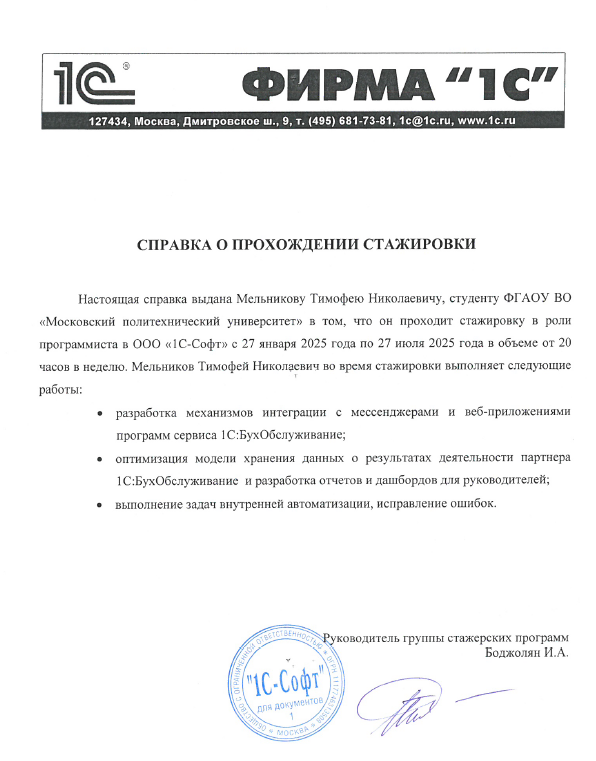 1С®
ФИРМА “1С”
127434, Москва, Дмитровское ш., 9, т. (495) 681-73-81, 1c@1c.ru, www.1c.ru
СПРАВКА О ПРОХОЖДЕНИИ СТАЖИРОВКИ
Настоящая справка выдана Мельникову Тимофею Николаевичу, студенту ФГАОУ ВО
«Московский политехнический университет» в том, что он проходит стажировку в роли
программиста в ООО «1С-Софт» с 27 января 2025 года по 27 июля 2025 года в объеме от 20
часов в неделю. Мельников Тимофей Николаевич во время стажировки выполняет следующие
работы:
• разработка механизмов интеграции с мессенджерами и веб-приложениями
программ сервиса 1С:БухОбслуживание;
• оптимизация модели хранения данных о результатах деятельности партнера
1С:БухОбслуживание и разработка отчетов и дашбордов для руководителей;
• выполнение задач внутренней автоматизации, исправление ошибок.
Руководитель группы стажерских программ
Боджолян И.А.
ОБЩЕСТВО С ОГРАНИЧЕННОЙ ОТВЕТСТВЕННОСТЬЮ
"1С-Софт"
для документов
1
МОСКВА